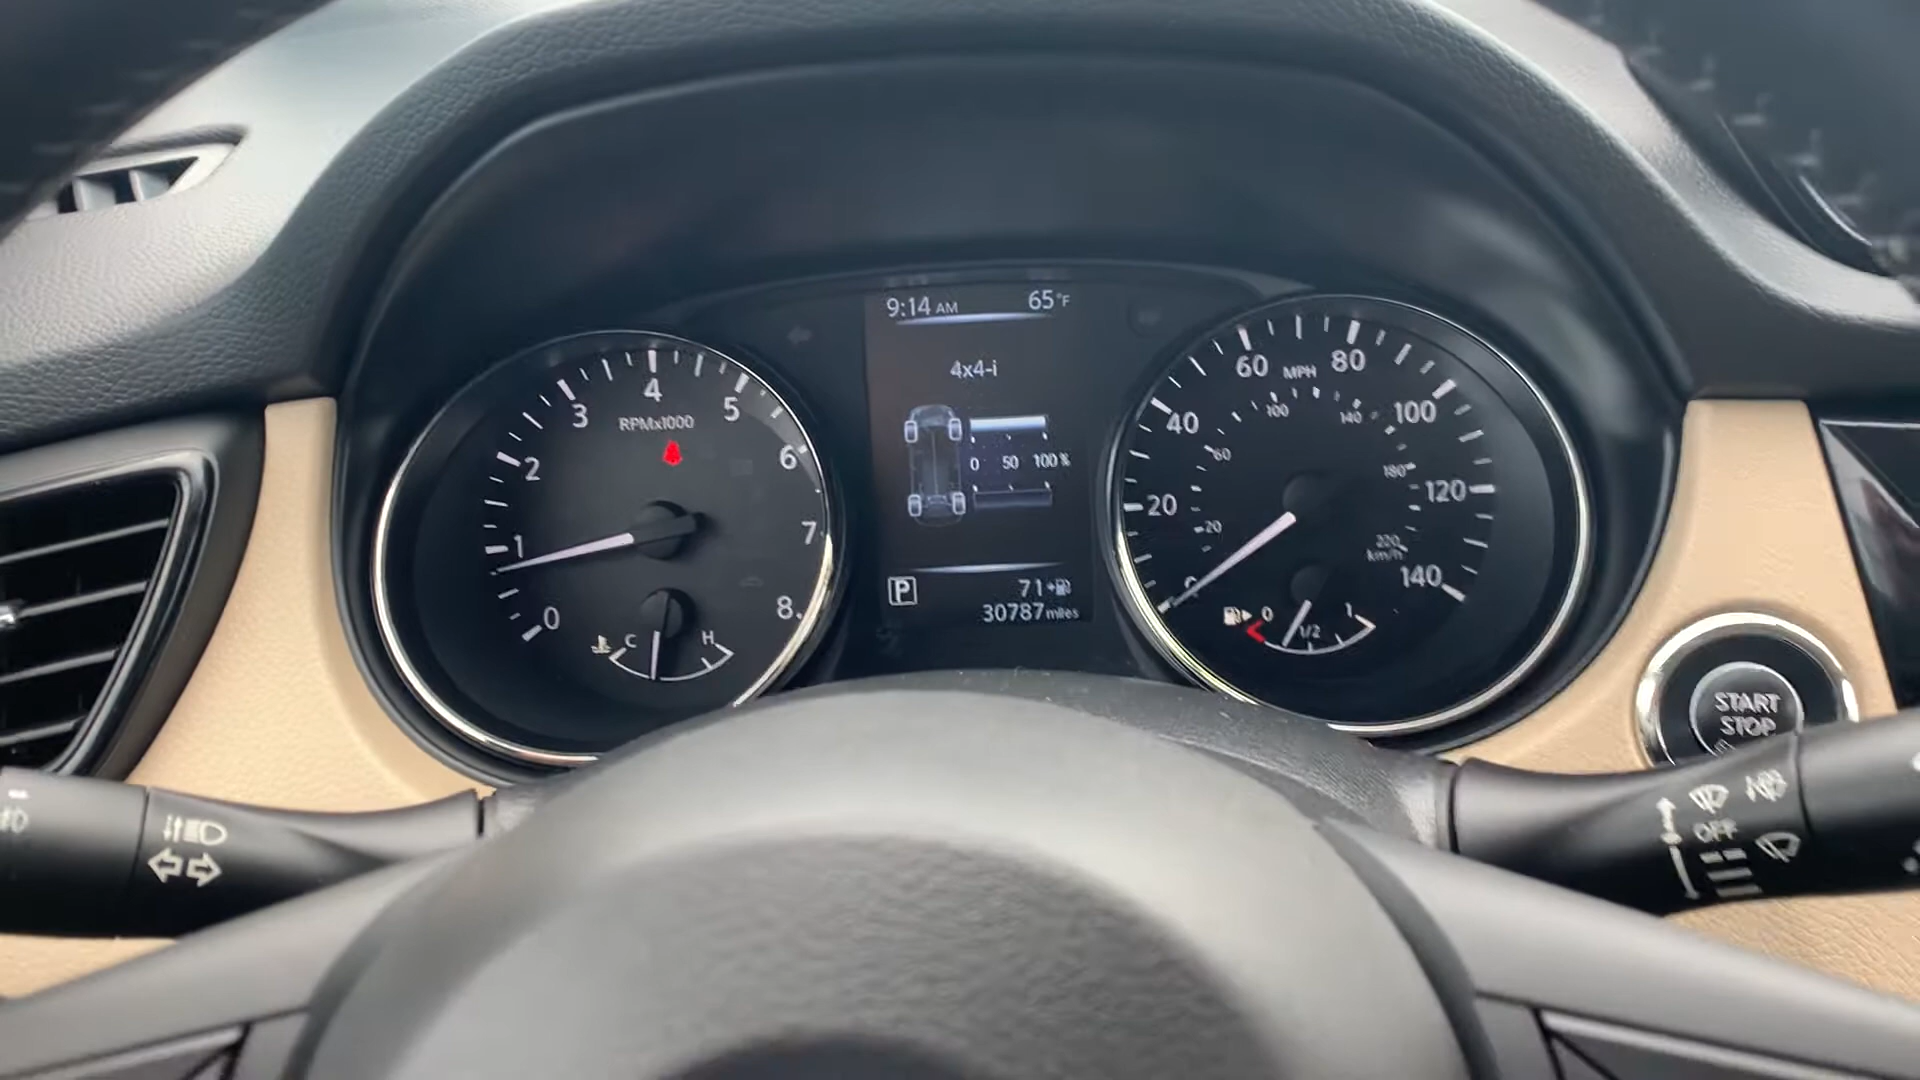 9:14 AM 65°F
4x4-i
0 50 100%
P 71
30787 miles
0 1 2 3 4 5 6 7 8
RPMx1000
C H
0 20 40 60 80 100 120 140
MPH
20 60 100 140 180 220
km/h
0 1/2 1
START
STOP
OFF